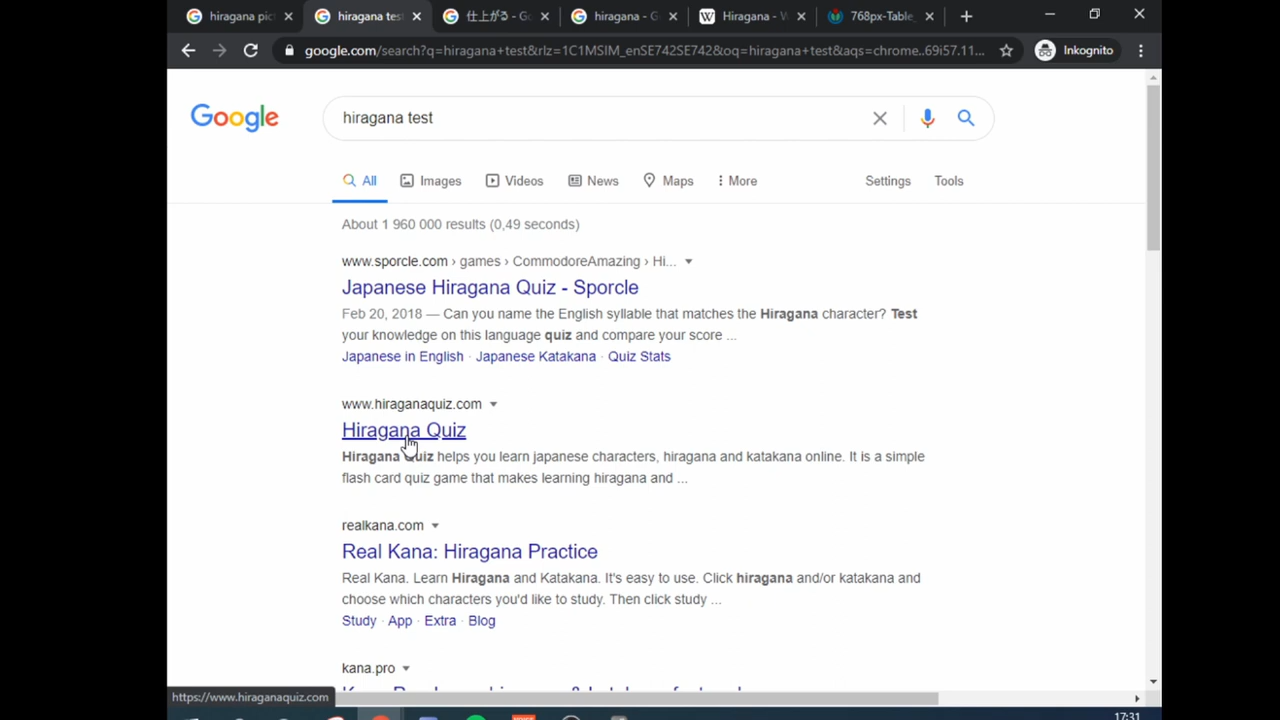 hiragana pic
hiragana tes
仕上がる - Go
hiragana - G
Hiragana - W
768px-Table_
google.com/search?q=hiragana+test&rlz=1C1MSIM_enSE742SE742&oq=hiragana+test&aqs=chrome..69i57.11...
Inkognito
Google
hiragana test
All
Images
Videos
News
Maps
More
Settings
Tools
About 1 960 000 results (0,49 seconds)
www.sporcle.com › games › CommodoreAmazing › Hi...
Japanese Hiragana Quiz - Sporcle
Feb 20, 2018 — Can you name the English syllable that matches the Hiragana character? Test
your knowledge on this language quiz and compare your score ...
Japanese in English · Japanese Katakana · Quiz Stats
www.hiraganaquiz.com
Hiragana Quiz
Hiragana Quiz helps you learn japanese characters, hiragana and katakana online. It is a simple
flash card quiz game that makes learning hiragana and ...
realkana.com
Real Kana: Hiragana Practice
Real Kana. Learn Hiragana and Katakana. It's easy to use. Click hiragana and/or katakana and
choose which characters you'd like to study. Then click study ...
Study · App · Extra · Blog
kana.pro
https://www.hiraganaquiz.com
17:31